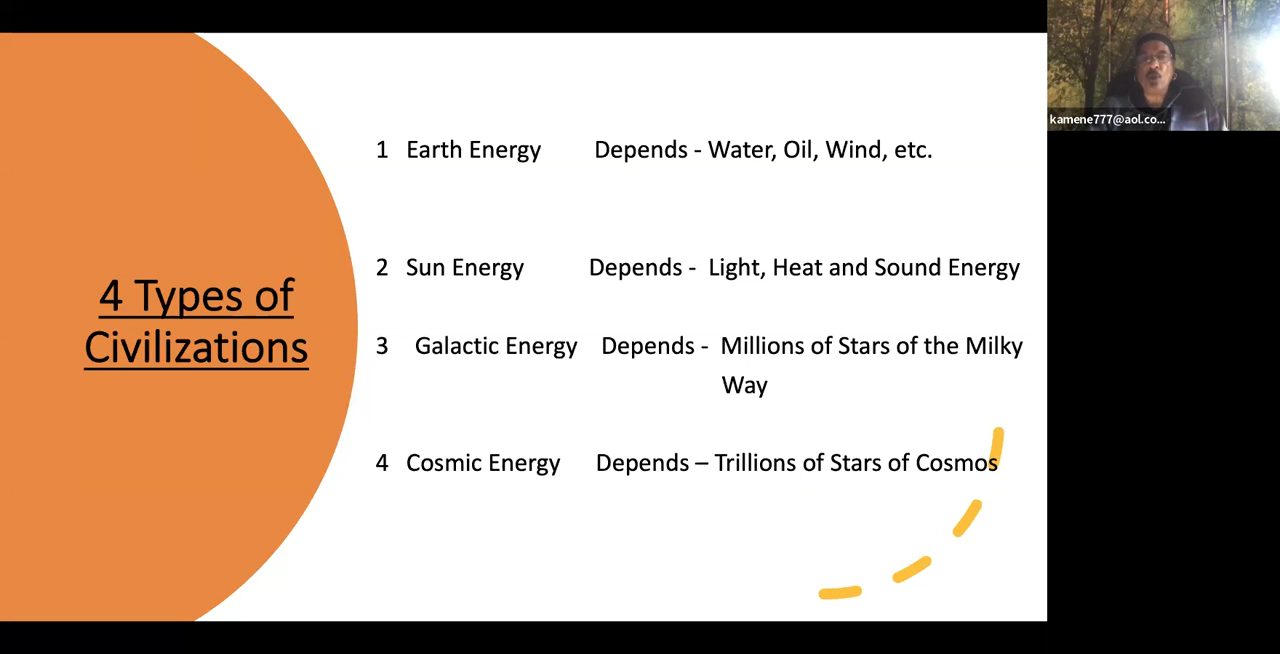 4 Types of
Civilizations
1 Earth Energy Depends - Water, Oil, Wind, etc.
2 Sun Energy Depends - Light, Heat and Sound Energy
3 Galactic Energy Depends - Millions of Stars of the Milky
Way
4 Cosmic Energy Depends – Trillions of Stars of Cosmos
kamene777@aol.co...